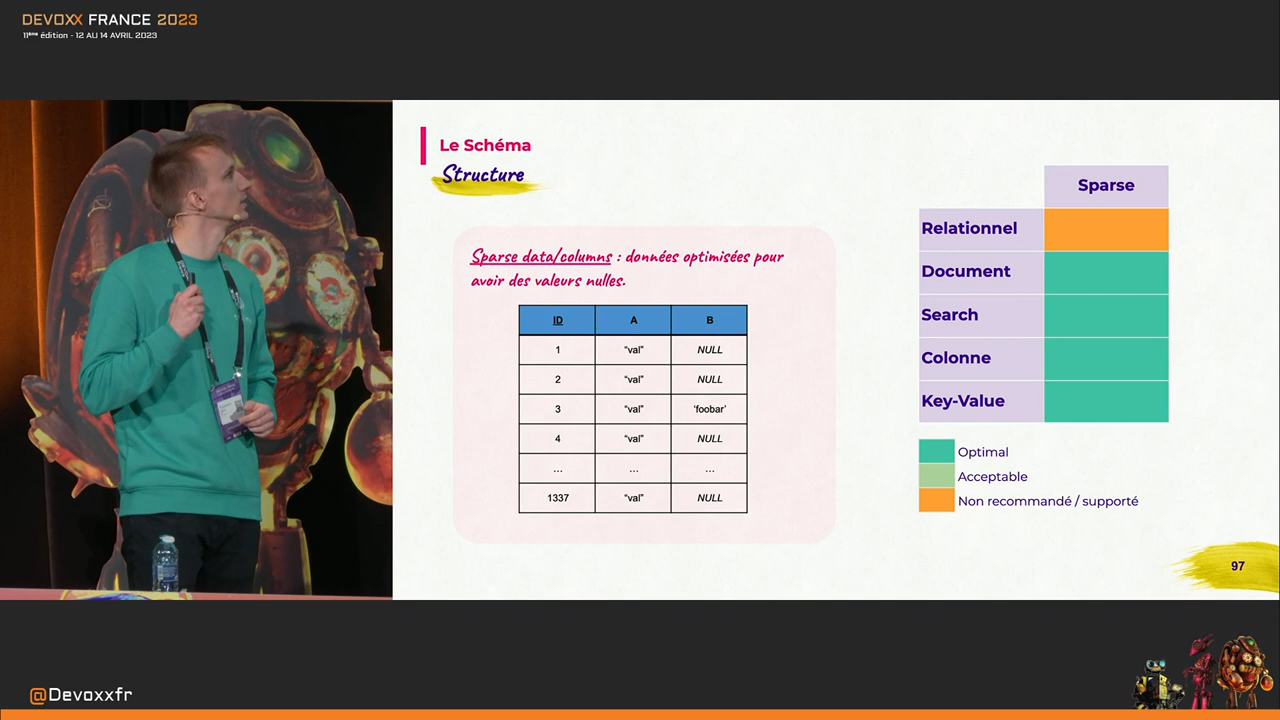 DEVOXX FRANCE 2023
11ème édition - 12 AU 14 AVRIL 2023
Le Schéma
Structure
Sparse data/columns : données optimisées pour
avoir des valeurs nulles.
ID A B
1 “val” NULL
2 “val” NULL
3 “val” ‘foobar’
4 “val” NULL
... ... ...
1337 “val” NULL
Sparse
Relationnel
Document
Search
Colonne
Key-Value
Optimal
Acceptable
Non recommandé / supporté
97
@Devoxxfr